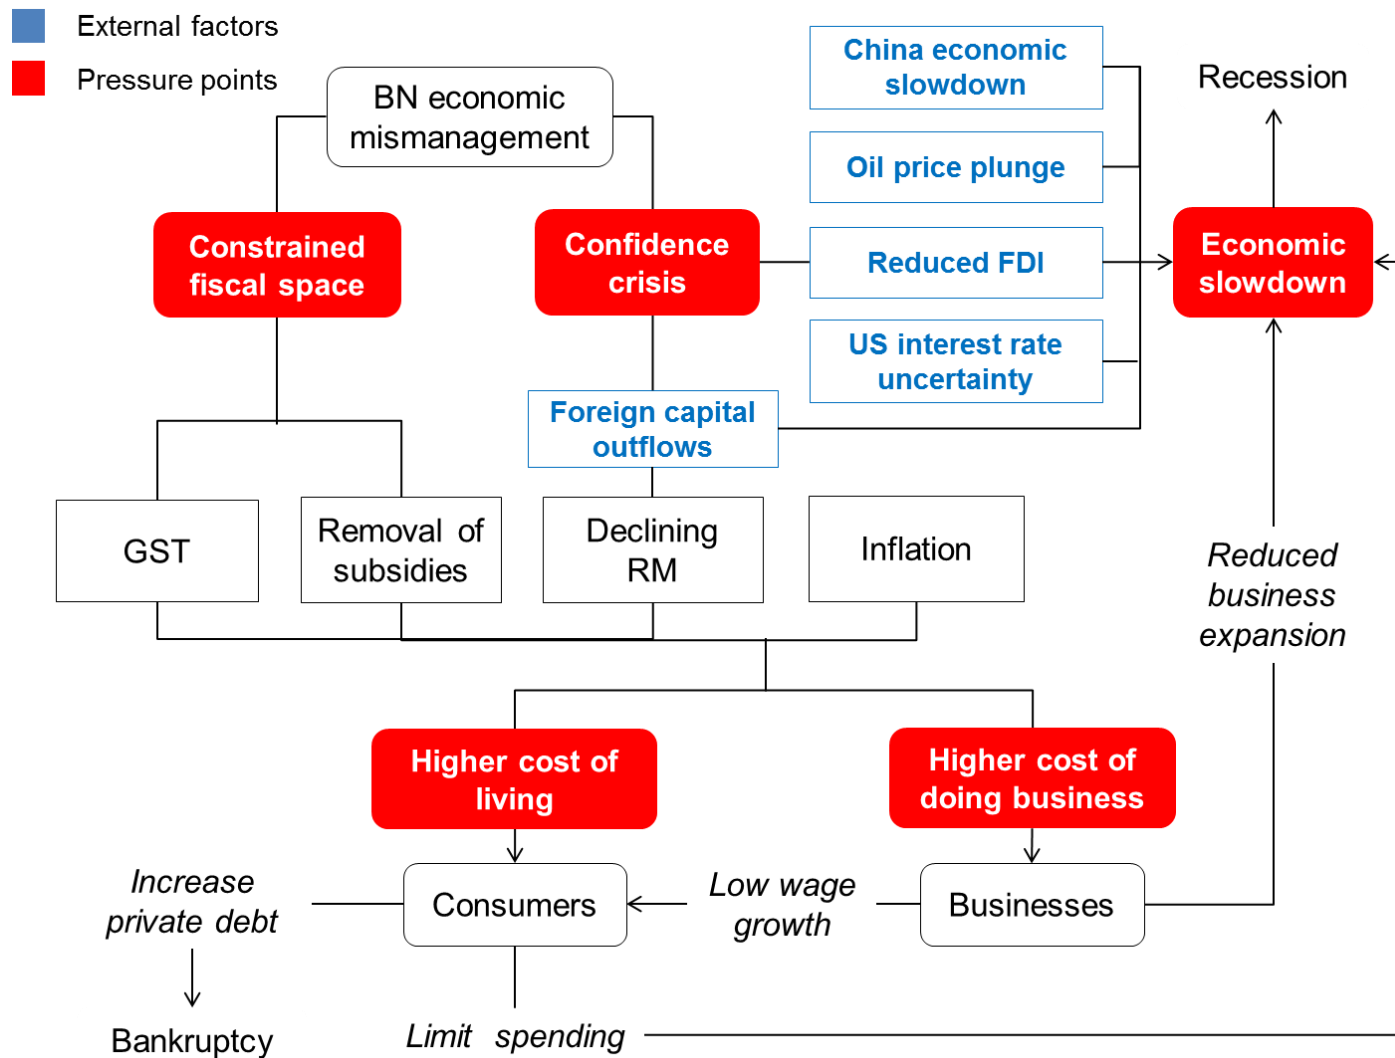 External factors
Pressure points
BN economic
mismanagement
China economic
slowdown
Recession
Oil price plunge
Constrained
fiscal space
Confidence
crisis
Reduced FDI
Economic
slowdown
US interest rate
uncertainty
Foreign capital
outflows
GST
Removal of
subsidies
Declining
RM
Inflation
Reduced
business
expansion
Higher cost of
living
Higher cost of
doing business
Increase
private debt
Consumers
Low wage
growth
Businesses
Bankruptcy
Limit spending